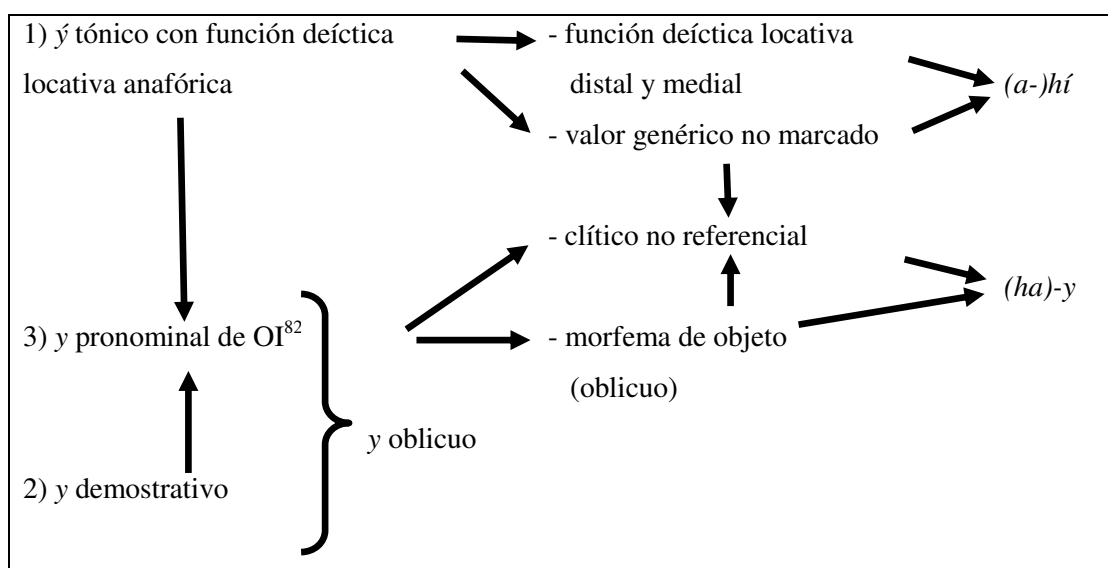 1) ý tónico con función deíctica
locativa anafórica
- función deíctica locativa
distal y medial
- valor genérico no marcado
(a-)hí
- clítico no referencial
(ha)-y
3) y pronominal de OI82
- morfema de objeto
(oblicuo)
y oblicuo
2) y demostrativo